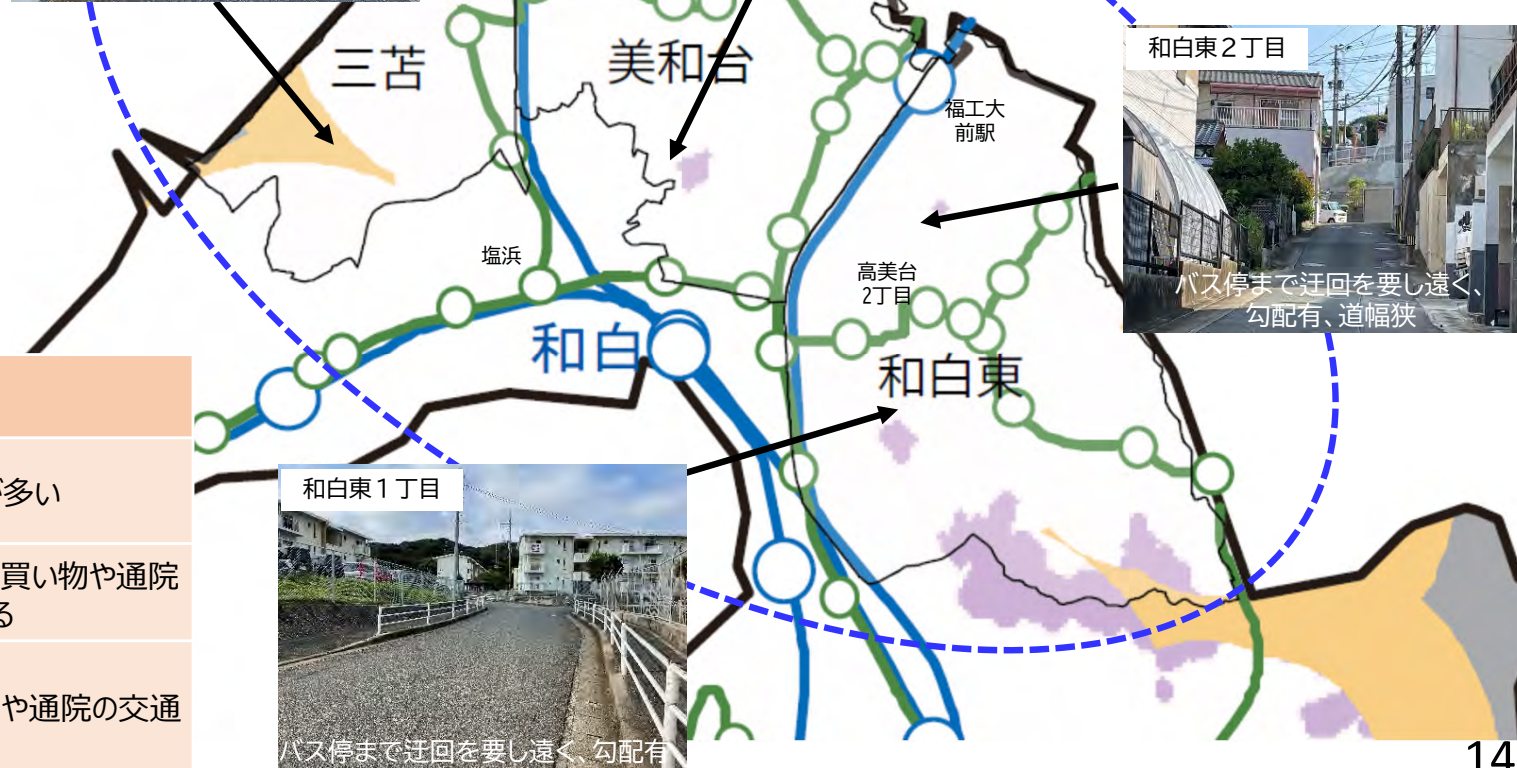 三苫
美和台
福工大
前駅
和白東２丁目
バス停まで迂回を要し遠く、
勾配有、道幅狭
塩浜
高美台
2丁目
和白
和白東
が多い
買い物や通院
る
や通院の交通
和白東１丁目
バス停まで迂回を要し遠く、勾配有
14